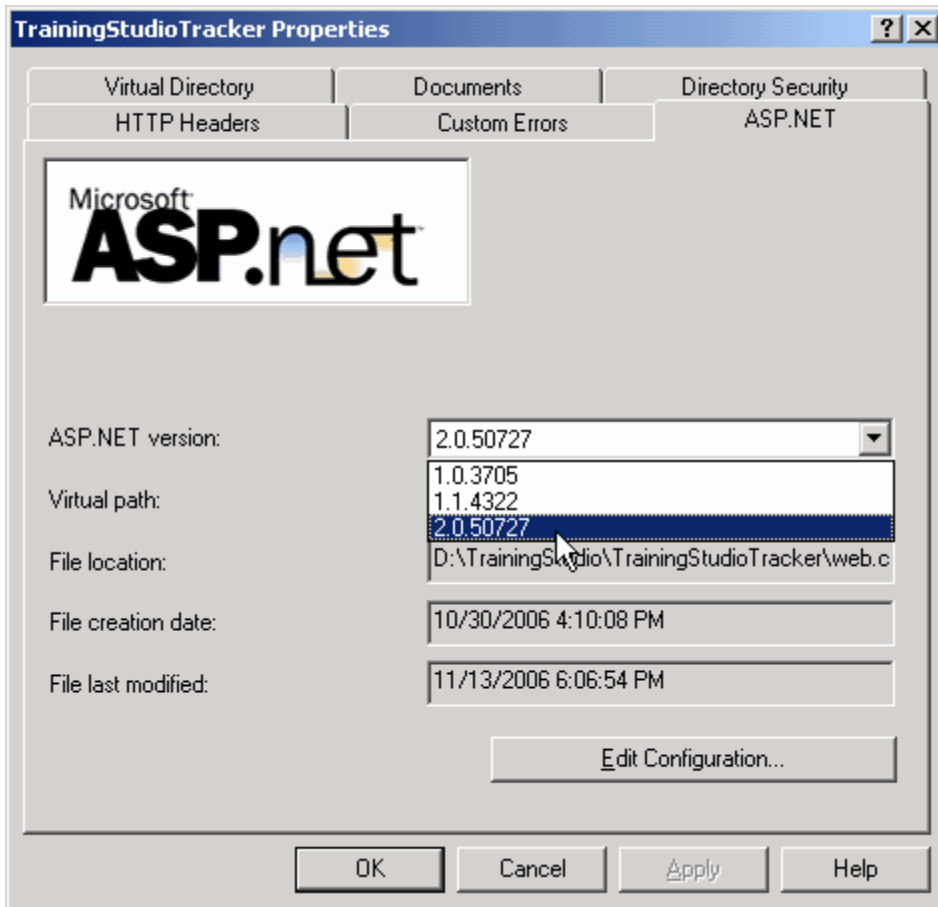 TrainingStudioTracker Properties
Virtual Directory Documents Directory Security
HTTP Headers Custom Errors ASP.NET
Microsoft
ASP.net
ASP.NET version: 2.0.50727
1.0.3705
Virtual path: 1.1.4322
2.0.50727
File location: D:\TrainingStudio\TrainingStudioTracker\web.c
File creation date: 10/30/2006 4:10:08 PM
File last modified: 11/13/2006 6:06:54 PM
Edit Configuration...
OK Cancel Apply Help